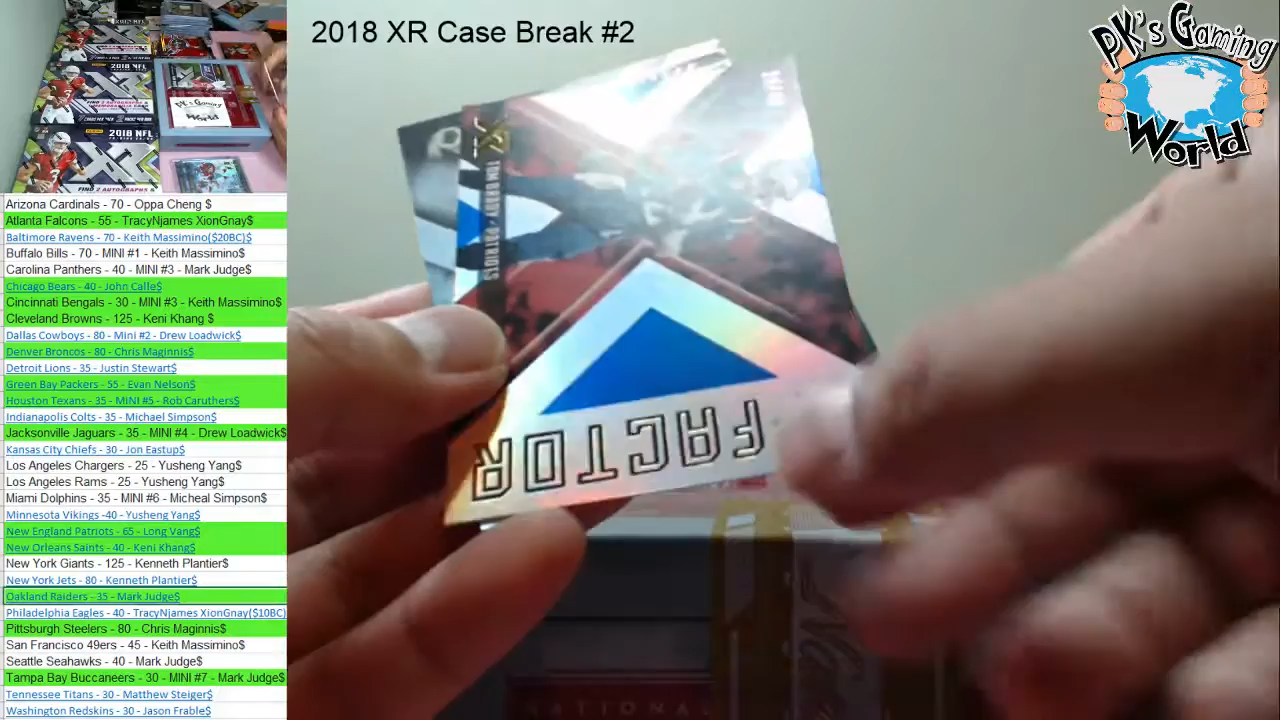 2018 XR Case Break #2
PK's Gaming
World
2018 NFL
XR
2018 NFL
XR
FIND 2 AUTOGRAPHS &
Arizona Cardinals - 70 - Oppa Cheng $
Atlanta Falcons - 55 - TracyNjames XionGnay$
Baltimore Ravens - 70 - Keith Massimino{$20BC}$
Buffalo Bills - 70 - MINI #1 - Keith Massimino$
Carolina Panthers - 40 - MINI #3 - Mark Judge$
Chicago Bears - 40 - John Calle$
Cincinnati Bengals - 30 - MINI #3 - Keith Massimino$
Cleveland Browns - 125 - Keni Khang $
Dallas Cowboys - 80 - Mini #2 - Drew Loadwick$
Denver Broncos - 80 - Chris Maginnis$
Detroit Lions - 35 - Justin Stewart$
Green Bay Packers - 55 - Evan Nelson$
Houston Texans - 35 - MINI #5 - Rob Caruthers$
Indianapolis Colts - 35 - Michael Simpson$
Jacksonville Jaguars - 35 - MINI #4 - Drew Loadwick$
Kansas City Chiefs - 30 - Jon Eastup$
Los Angeles Chargers - 25 - Yusheng Yang$
Los Angeles Rams - 25 - Yusheng Yang$
Miami Dolphins - 35 - MINI #6 - Micheal Simpson$
Minnesota Vikings -40 - Yusheng Yang$
New England Patriots - 65 - Long Vang$
New Orleans Saints - 40 - Keni Khang$
New York Giants - 125 - Kenneth Plantier$
New York Jets - 80 - Kenneth Plantier$
Oakland Raiders - 35 - Mark Judge$
Philadelphia Eagles - 40 - TracyNjames XionGnay{$10BC}
Pittsburgh Steelers - 80 - Chris Maginnis$
San Francisco 49ers - 45 - Keith Massimino$
Seattle Seahawks - 40 - Mark Judge$
Tampa Bay Buccaneers - 30 - MINI #7 - Mark Judge$
Tennessee Titans - 30 - Matthew Steiger$
Washington Redskins - 30 - Jason Frable$
XR
TOM BRADY • PATRIOTS
FACTOR